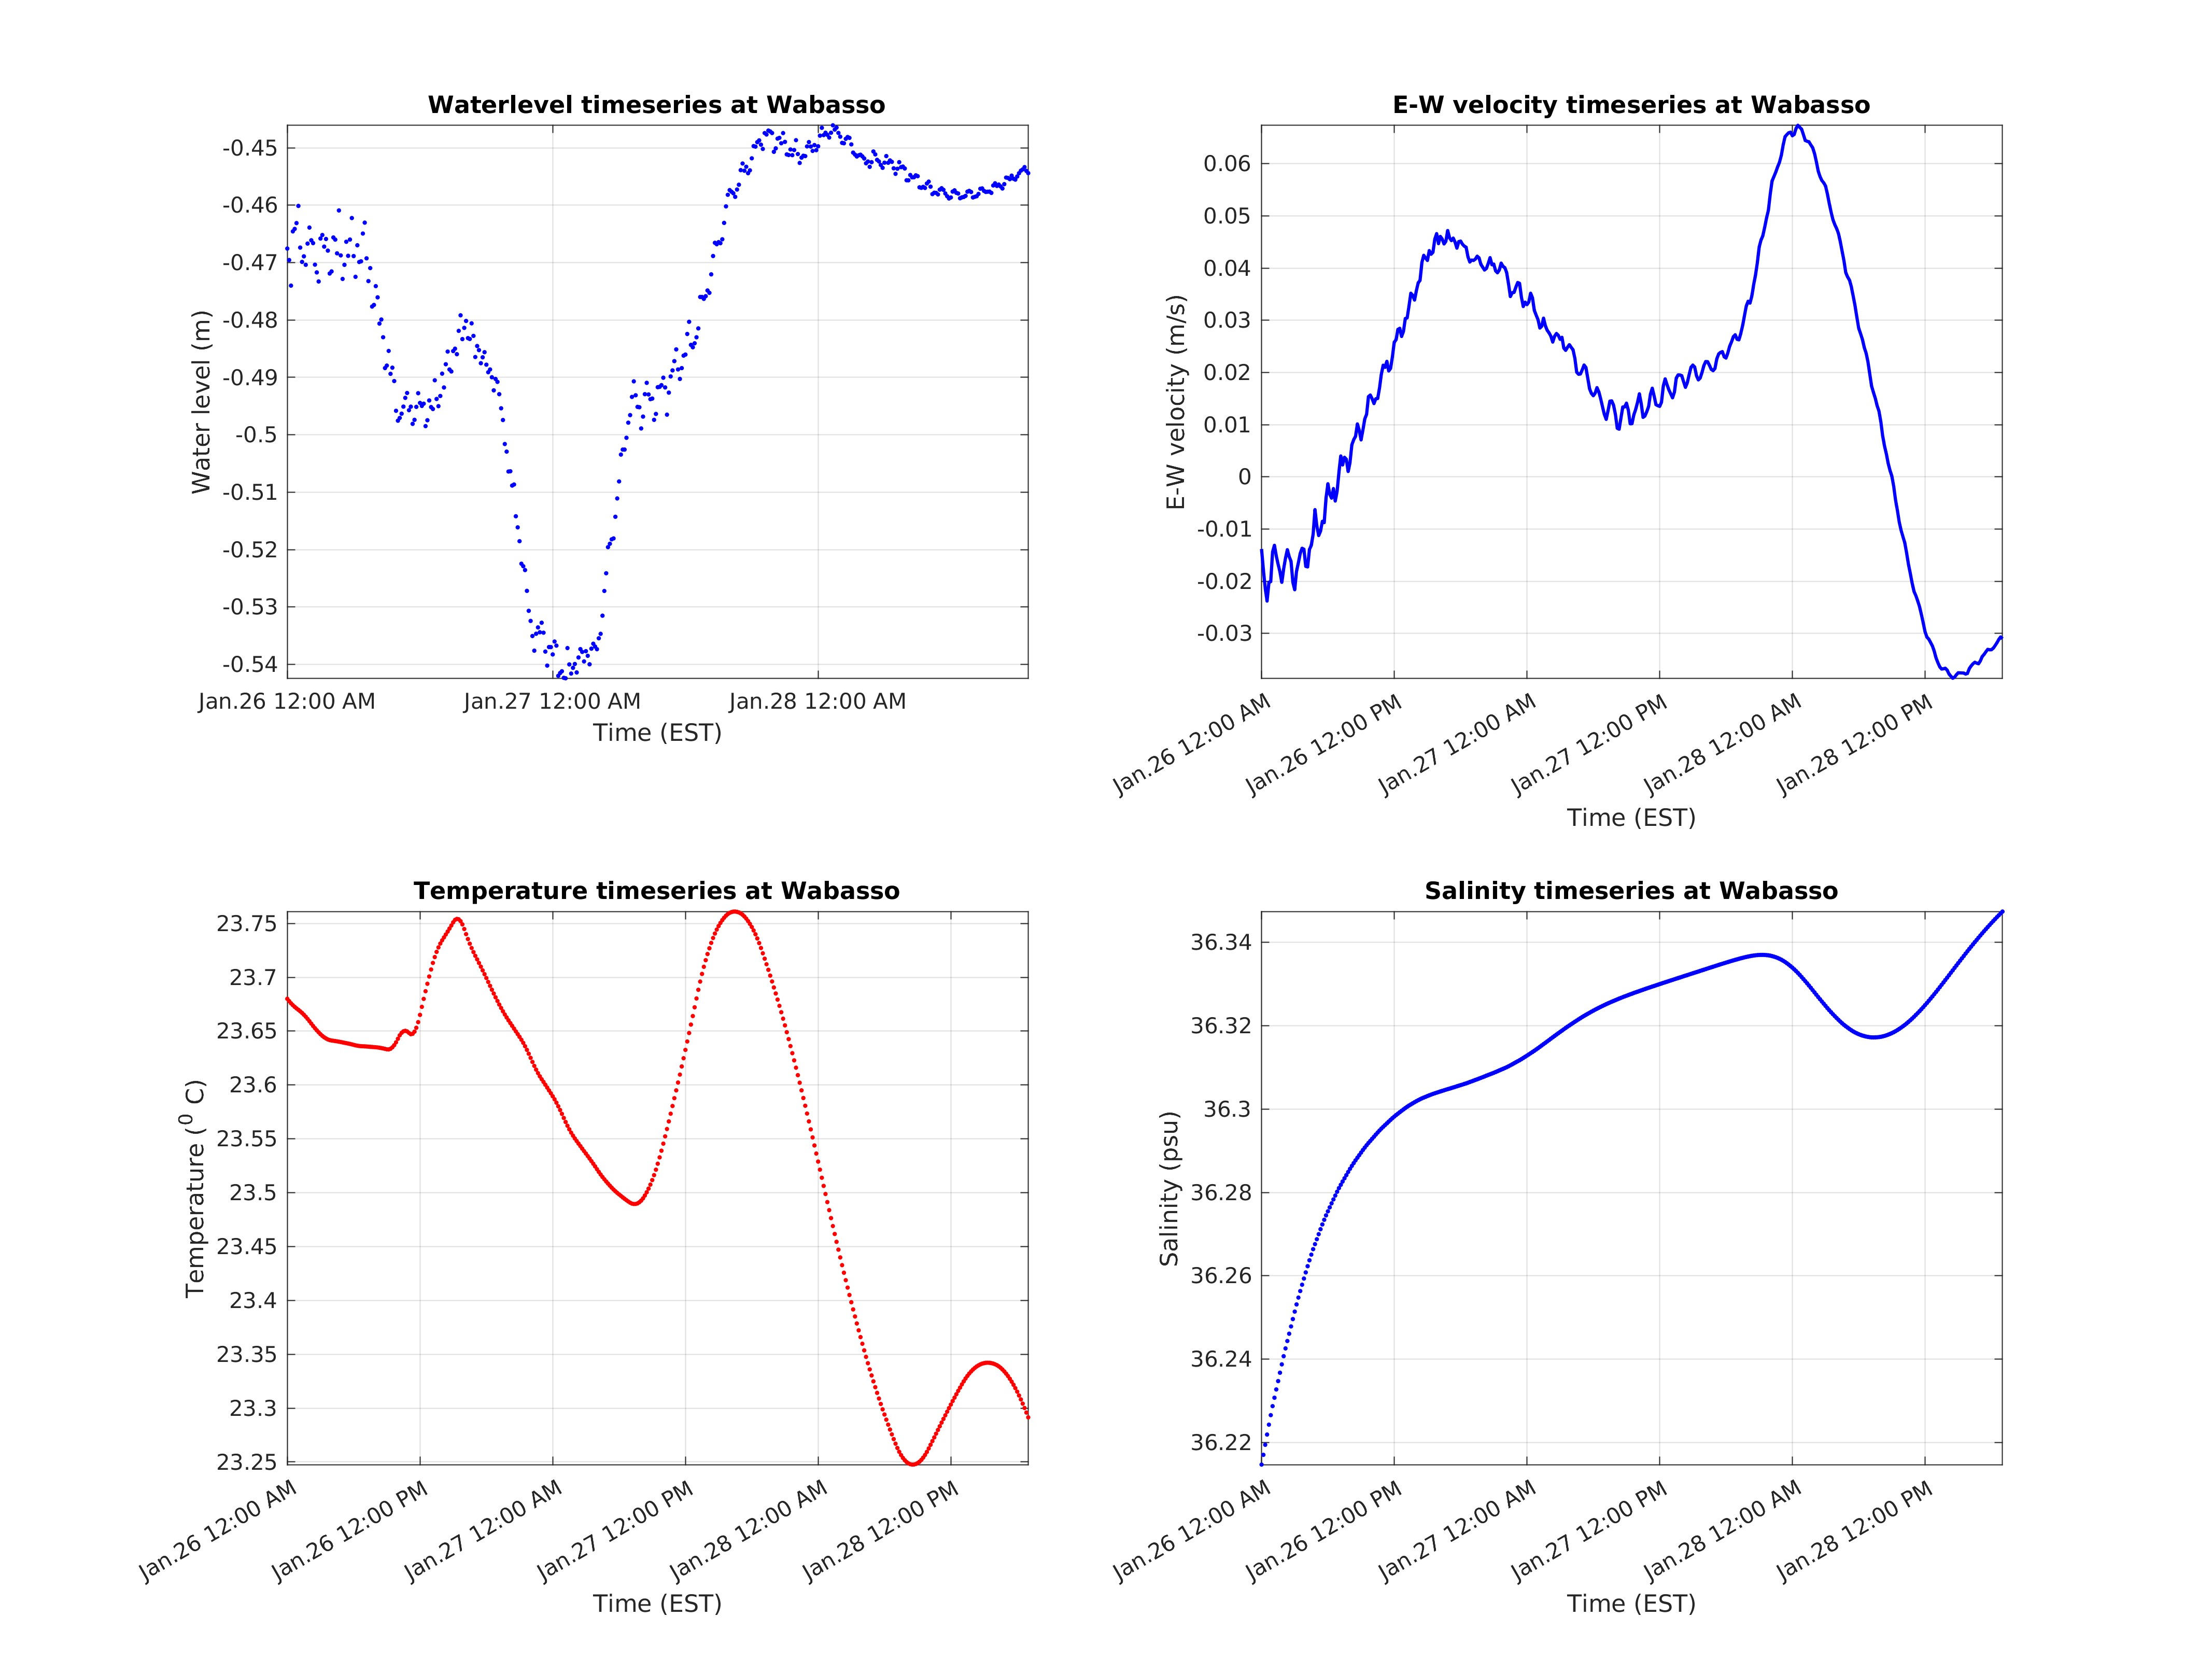 Waterlevel timeseries at Wabasso
-0.45
-0.46
-0.47
-0.48
-0.49
-0.5
-0.51
-0.52
-0.53
-0.54
Water level (m)
Jan.26 12:00 AM
Jan.27 12:00 AM
Jan.28 12:00 AM
Time (EST)
E-W velocity timeseries at Wabasso
0.06
0.05
0.04
0.03
0.02
0.01
0
-0.01
-0.02
-0.03
E-W velocity (m/s)
Jan.26 12:00 AM
Jan.26 12:00 PM
Jan.27 12:00 AM
Jan.27 12:00 PM
Jan.28 12:00 AM
Jan.28 12:00 PM
Time (EST)
Temperature timeseries at Wabasso
23.75
23.7
23.65
23.6
23.55
23.5
23.45
23.4
23.35
23.3
23.25
Temperature (⁰ C)
Jan.26 12:00 AM
Jan.26 12:00 PM
Jan.27 12:00 AM
Jan.27 12:00 PM
Jan.28 12:00 AM
Jan.28 12:00 PM
Time (EST)
Salinity timeseries at Wabasso
36.34
36.32
36.3
36.28
36.26
36.24
36.22
Salinity (psu)
Jan.26 12:00 AM
Jan.26 12:00 PM
Jan.27 12:00 AM
Jan.27 12:00 PM
Jan.28 12:00 AM
Jan.28 12:00 PM
Time (EST)